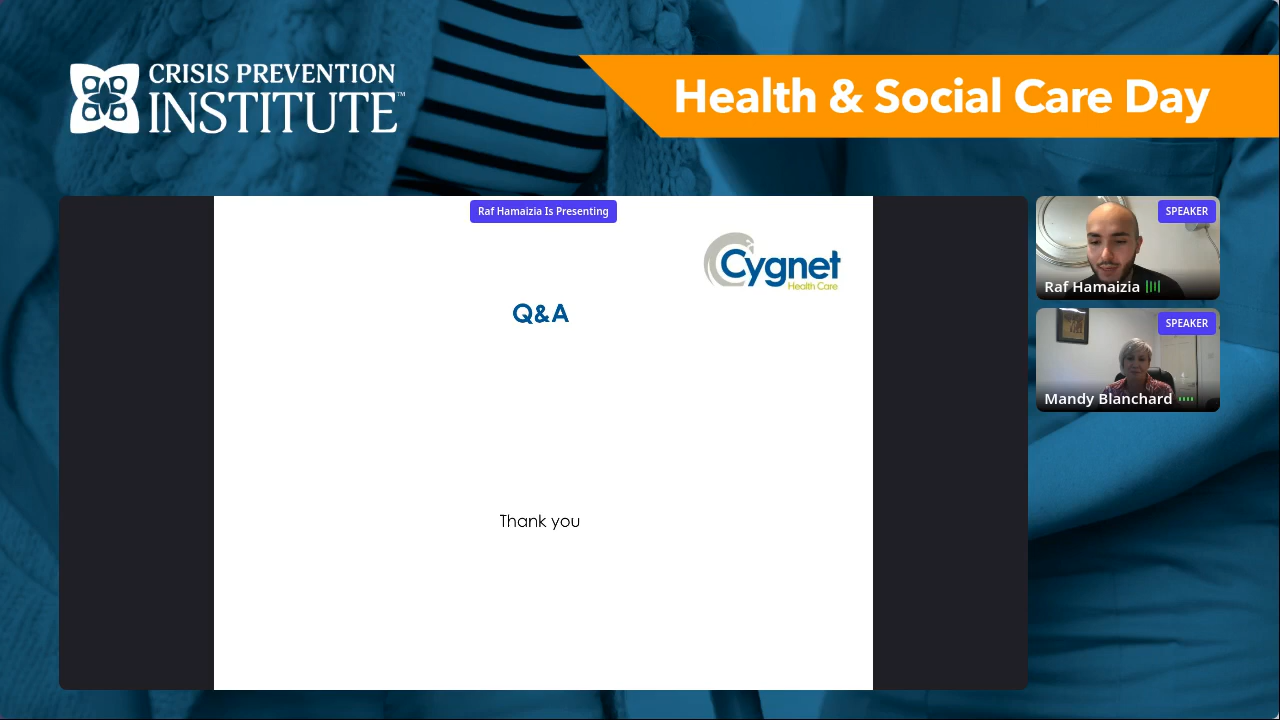 CRISIS PREVENTION
INSTITUTE™
Health & Social Care Day
Raf Hamaizia Is Presenting
Cygnet
Health Care
Q&A
Thank you
SPEAKER
Raf Hamaizia
SPEAKER
Mandy Blanchard